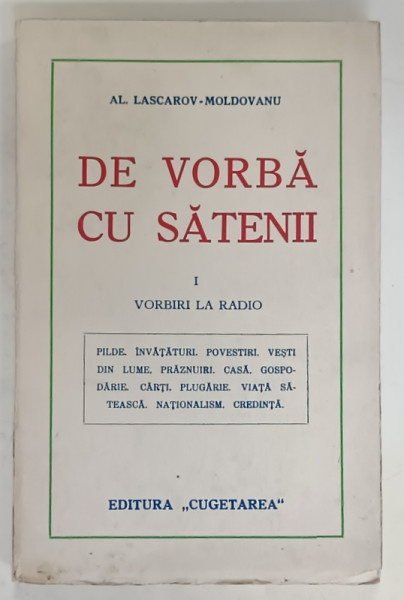 AL. LASCAROV-MOLDOVANU
DE VORBĂ
CU SĂTENII
I
VORBIRI LA RADIO
PILDE. ÎNVĂȚĂTURI. POVESTIRI. VEȘTI
DIN LUME. PRĂZNUIRI. CASĂ. GOSPO-
DĂRIE. CĂRȚI. PLUGĂRIE. VIAȚĂ SĂ-
TEASCĂ. NAȚIONALISM. CREDINȚĂ.
EDITURA „CUGETAREA“